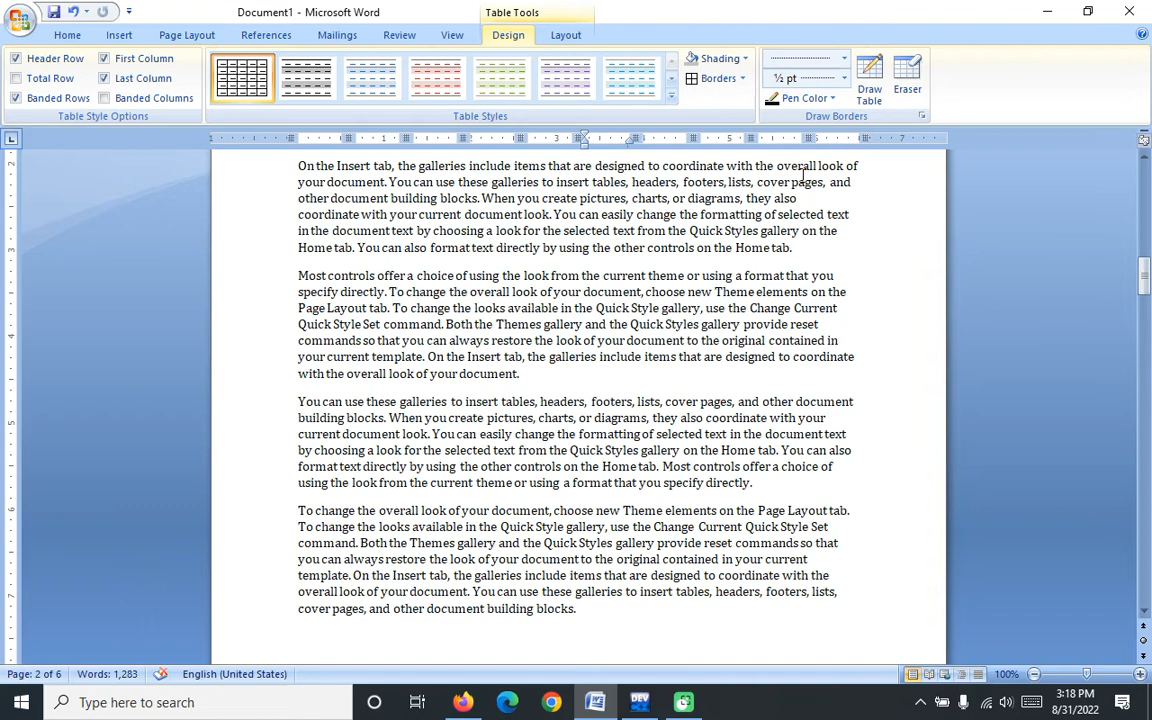 Document1 - Microsoft Word
Table Tools
Home
Insert
Page Layout
References
Mailings
Review
View
Design
Layout
Header Row
First Column
Total Row
Last Column
Banded Rows
Banded Columns
Table Style Options
Table Styles
Shading
Borders
½ pt
Pen Color
Draw Table
Eraser
Draw Borders
On the Insert tab, the galleries include items that are designed to coordinate with the overall look of
your document. You can use these galleries to insert tables, headers, footers, lists, cover pages, and
other document building blocks. When you create pictures, charts, or diagrams, they also
coordinate with your current document look. You can easily change the formatting of selected text
in the document text by choosing a look for the selected text from the Quick Styles gallery on the
Home tab. You can also format text directly by using the other controls on the Home tab.
Most controls offer a choice of using the look from the current theme or using a format that you
specify directly. To change the overall look of your document, choose new Theme elements on the
Page Layout tab. To change the looks available in the Quick Style gallery, use the Change Current
Quick Style Set command. Both the Themes gallery and the Quick Styles gallery provide reset
commands so that you can always restore the look of your document to the original contained in
your current template. On the Insert tab, the galleries include items that are designed to coordinate
with the overall look of your document.
You can use these galleries to insert tables, headers, footers, lists, cover pages, and other document
building blocks. When you create pictures, charts, or diagrams, they also coordinate with your
current document look. You can easily change the formatting of selected text in the document text
by choosing a look for the selected text from the Quick Styles gallery on the Home tab. You can also
format text directly by using the other controls on the Home tab. Most controls offer a choice of
using the look from the current theme or using a format that you specify directly.
To change the overall look of your document, choose new Theme elements on the Page Layout tab.
To change the looks available in the Quick Style gallery, use the Change Current Quick Style Set
command. Both the Themes gallery and the Quick Styles gallery provide reset commands so that
you can always restore the look of your document to the original contained in your current
template. On the Insert tab, the galleries include items that are designed to coordinate with the
overall look of your document. You can use these galleries to insert tables, headers, footers, lists,
cover pages, and other document building blocks.
Page: 2 of 6
Words: 1,283
English (United States)
100%
Type here to search
DEV
3:18 PM
8/31/2022